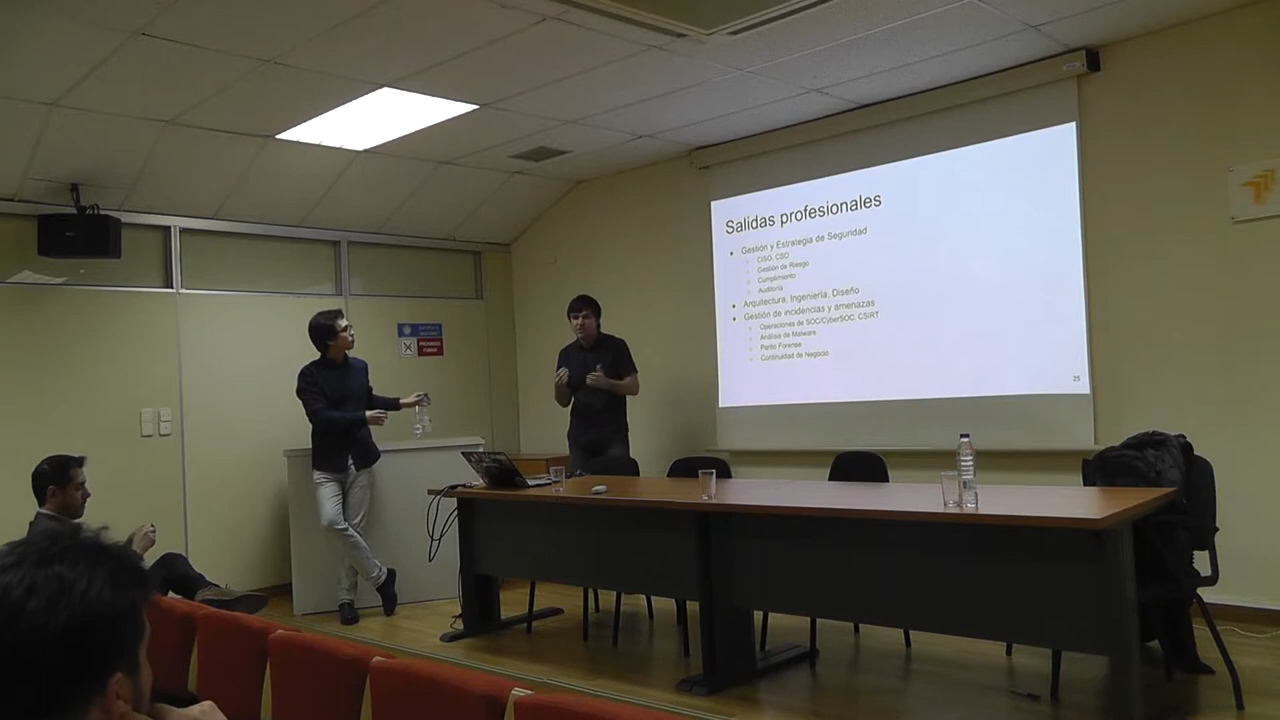 Salidas profesionales
Gestión y Estrategia de Seguridad
CISO, CSO
Gestión de Riesgo
Cumplimiento
Auditoría
Arquitectura, Ingeniería, Diseño
Gestión de incidencias y amenazas
Operaciones de SOC/CyberSOC, CSIRT
Análisis de Malware
Perito Forense
Continuidad de Negocio
25
PROHIBIDO
FUMAR